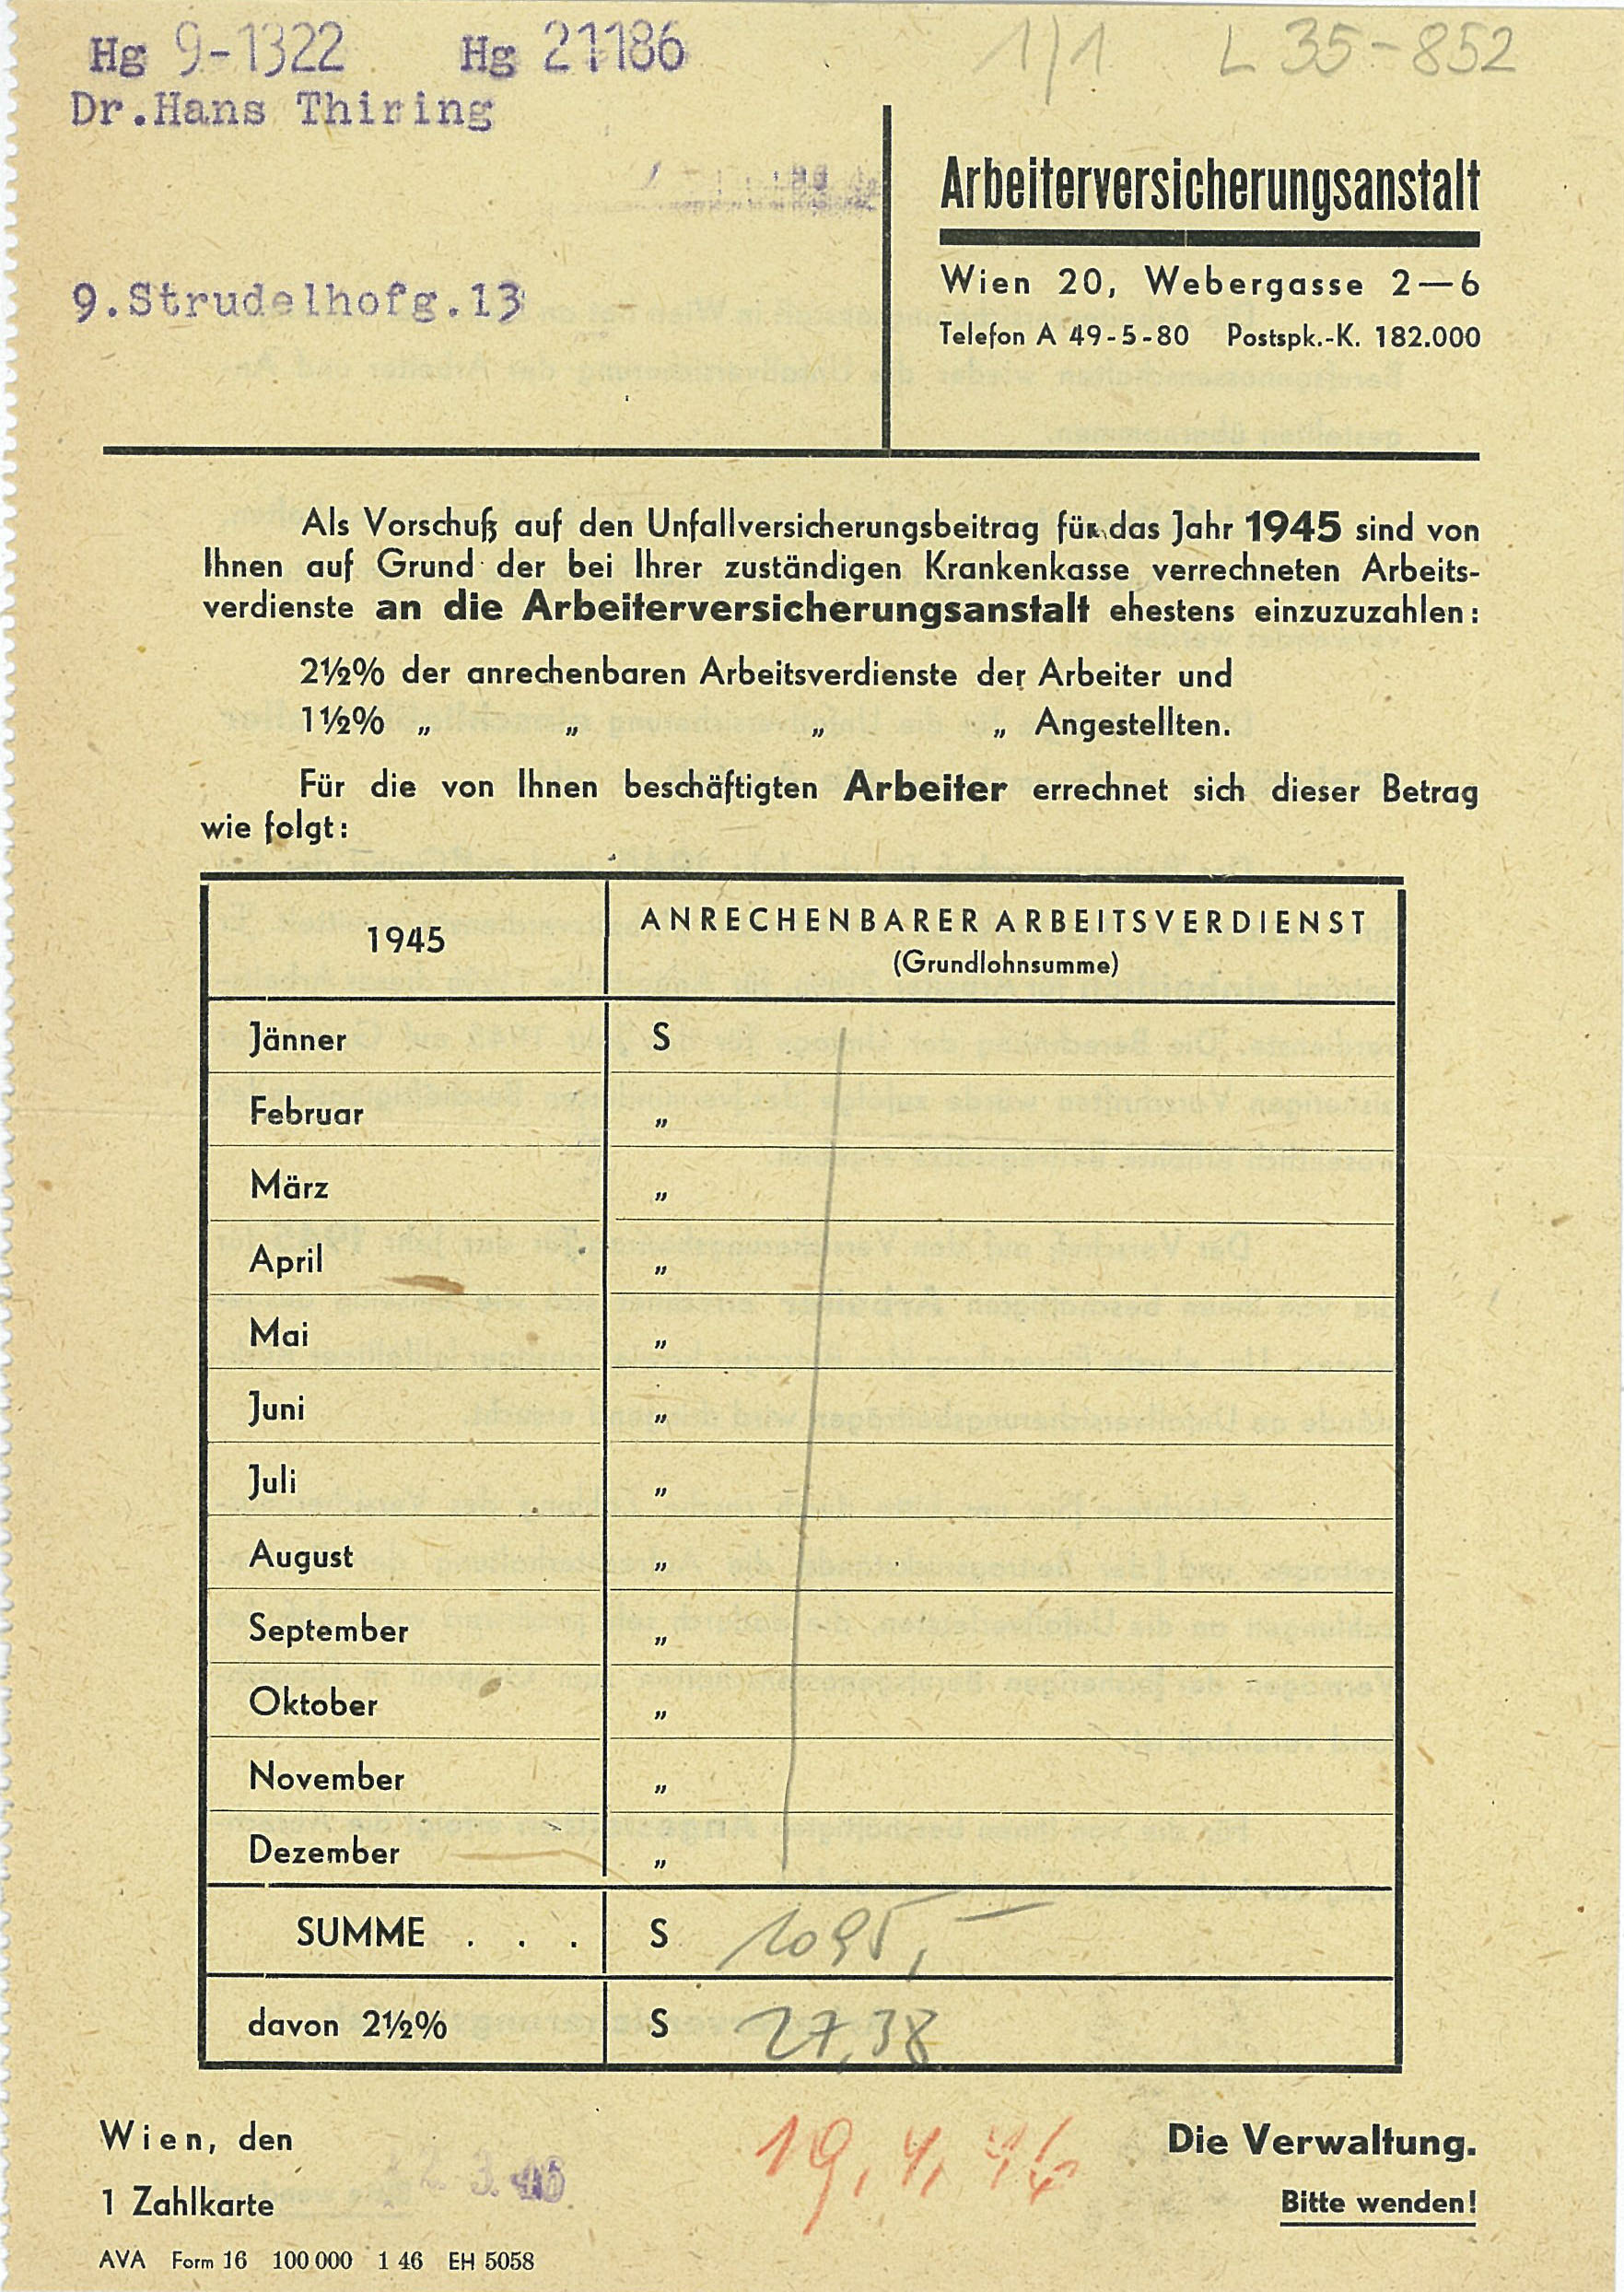 Hg 9-1322 Hg 21186
1/1 L 35-852
Dr.Hans Thiring
9.Strudelhofg.13
Arbeiterversicherungsanstalt
Wien 20, Webergasse 2—6
Telefon A 49-5-80 Postspk.-K. 182.000
Als Vorschuß auf den Unfallversicherungsbeitrag für das Jahr 1945 sind von
Ihnen auf Grund der bei Ihrer zuständigen Krankenkasse verrechneten Arbeits-
verdienste an die Arbeiterversicherungsanstalt ehestens einzuzuzahlen:
2½% der anrechenbaren Arbeitsverdienste der Arbeiter und
1½% „ „ „ „ Angestellten.
Für die von Ihnen beschäftigten Arbeiter errechnet sich dieser Betrag
wie folgt:
1945
ANRECHENBARER ARBEITSVERDIENST
(Grundlohnsumme)
Jänner S
Februar „
März „
April „
Mai „
Juni „
Juli „
August „
September „
Oktober „
November „
Dezember „
SUMME . . . S 1095,—
davon 2½% S 27,38
Wien, den 3. 46
19. 4. 46
Die Verwaltung.
1 Zahlkarte
Bitte wenden!
AVA Form 16 100 000 1 46 EH 5058